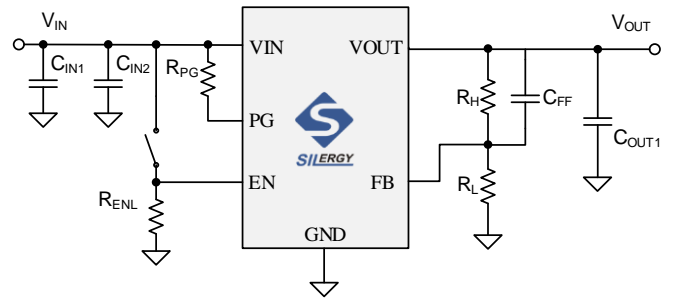 VIN
VOUT
CIN1
CIN2
RPG
VIN
VOUT
RH
CFF
COUT1
PG
SILERGY
EN
FB
RL
RENL
GND